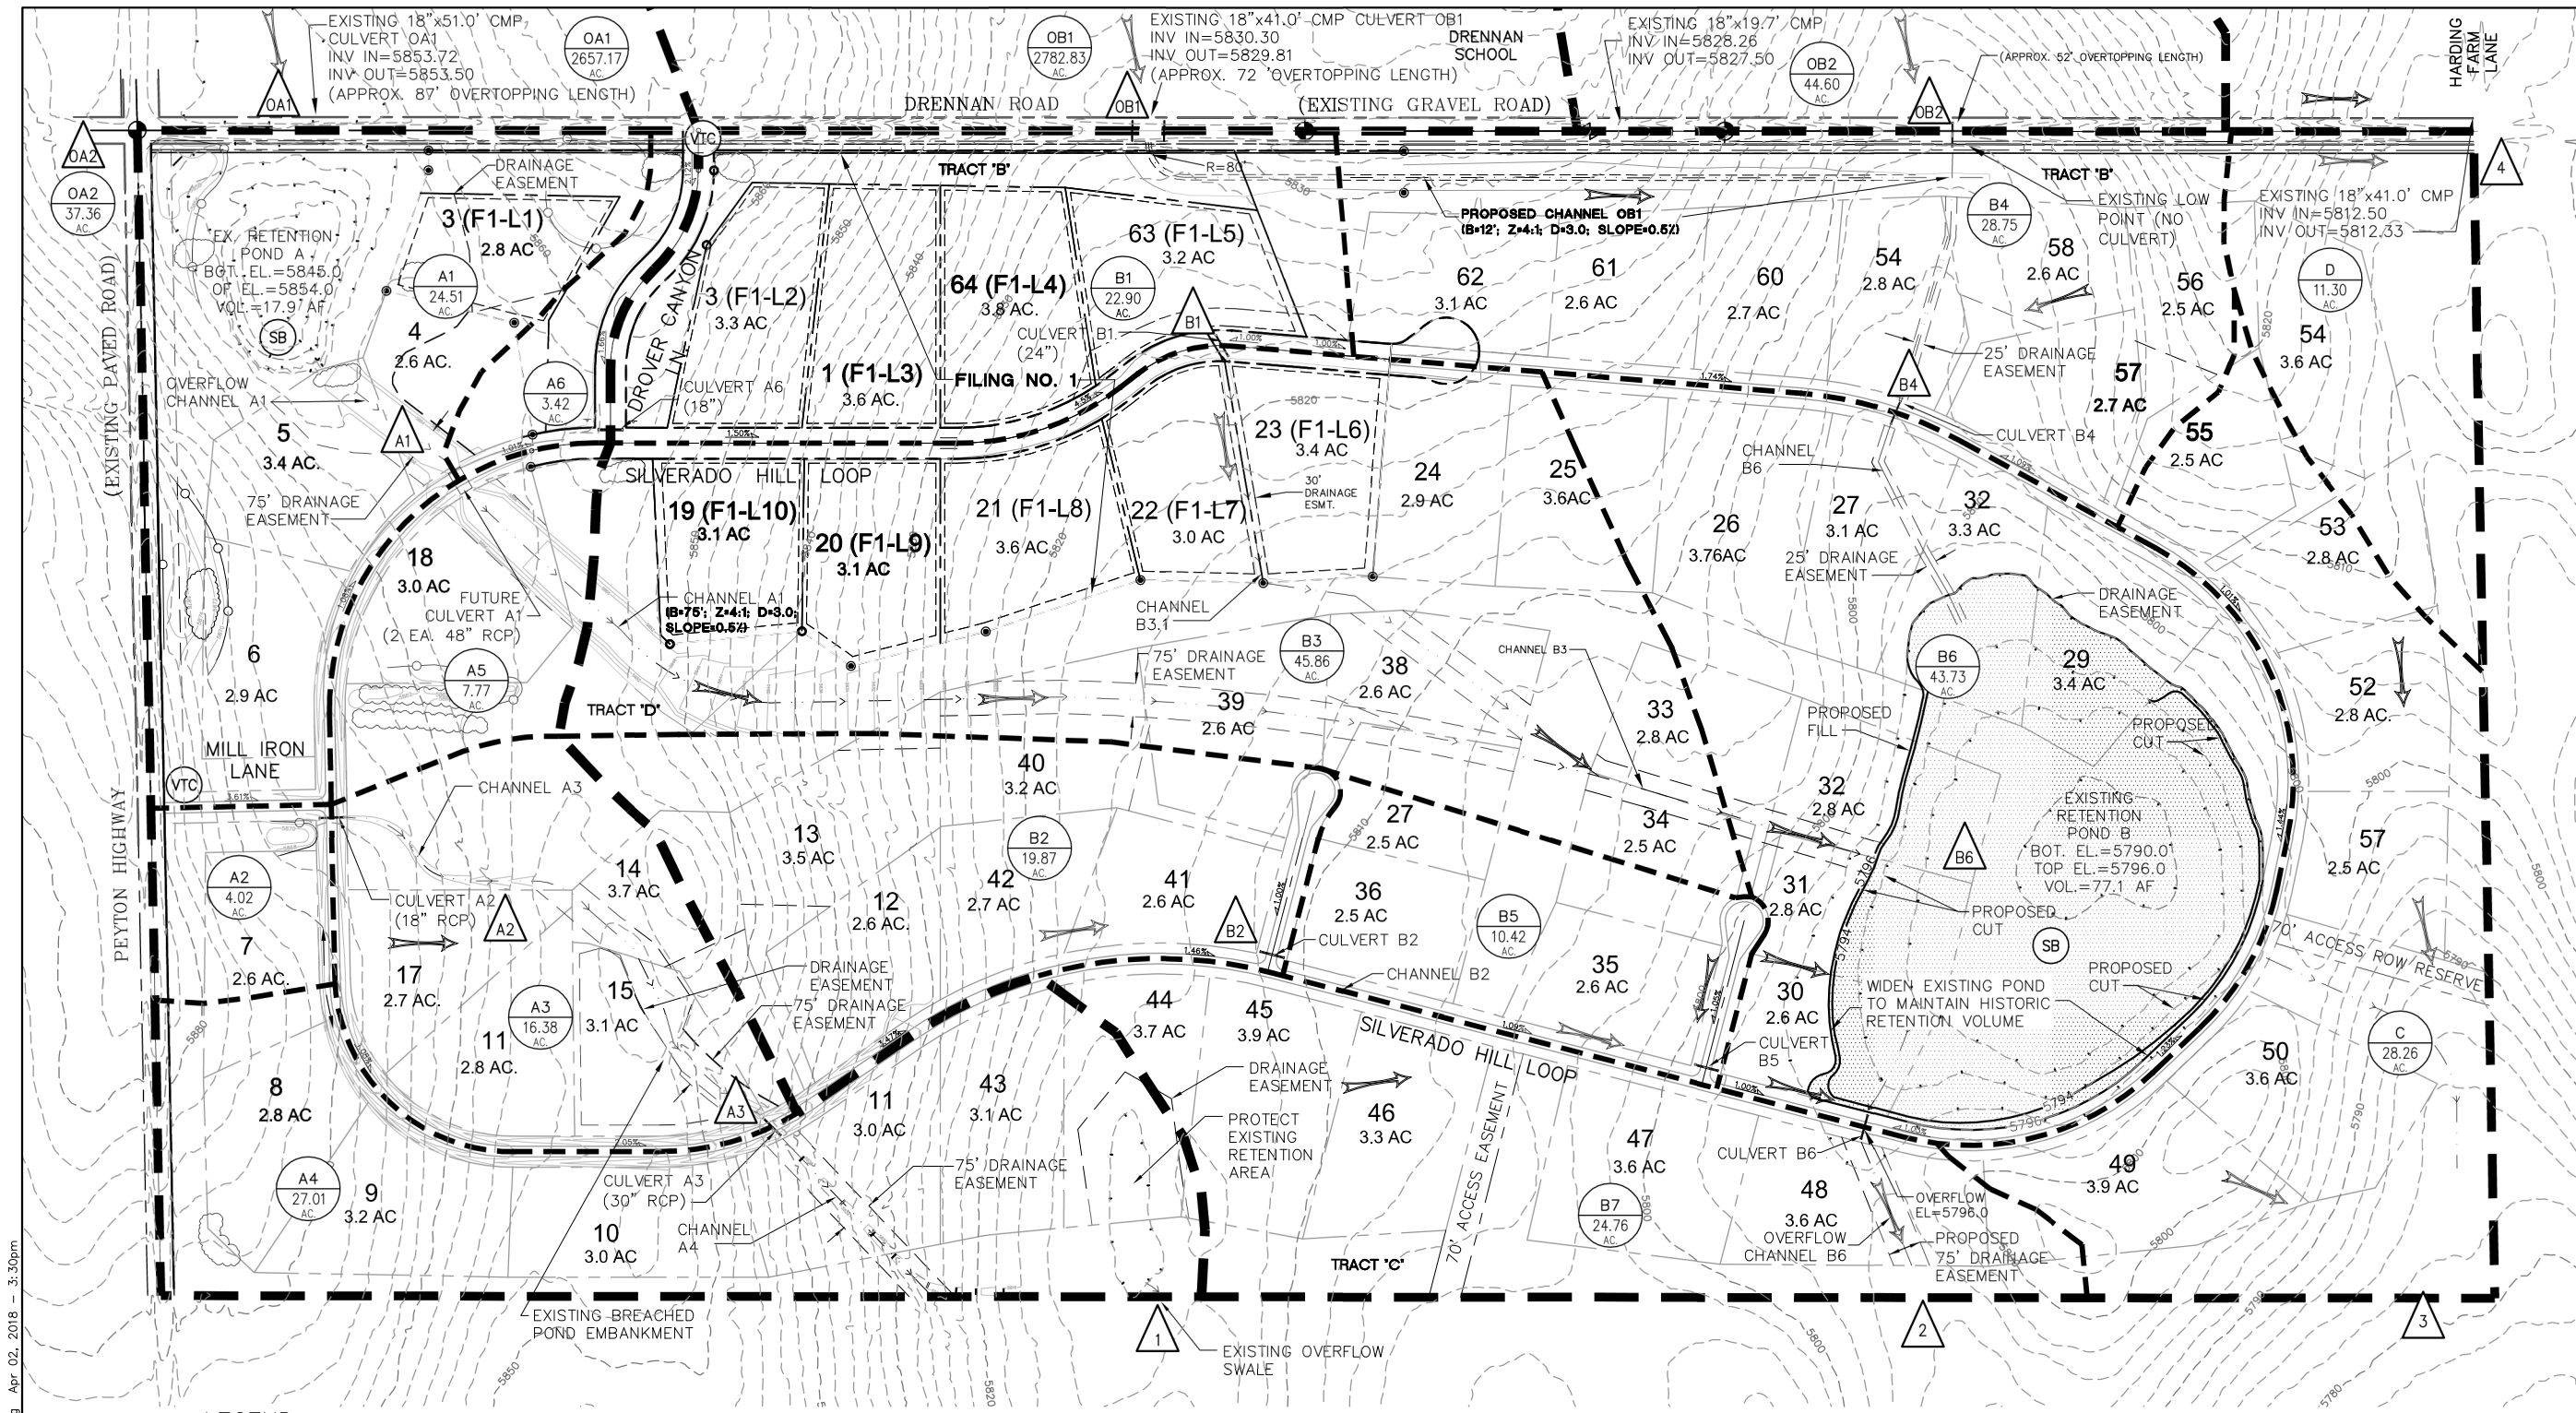 EXISTING 18"x51.0' CMP
CULVERT OA1
INV IN=5853.72
INV OUT=5853.50
(APPROX. 87' OVERTOPPING LENGTH)
OA1
2657.17
AC.
OB1
2782.83
AC.
EXISTING 18"x41.0' CMP CULVERT OB1
INV IN=5830.30
INV OUT=5829.81
(APPROX. 72 'OVERTOPPING LENGTH)
DRENNAN
SCHOOL
EXISTING 18"x19.7' CMP
INV IN=5828.26
INV OUT=5827.50
OB2
44.60
AC.
(APPROX. 52' OVERTOPPING LENGTH)
HARDING
FARM
LANE
OA1
OB1
OB2
DRENNAN ROAD
(EXISTING GRAVEL ROAD)
OA2
VTC
4
OA2
37.36
AC.
DRAINAGE
EASEMENT
TRACT "B"
R=80'
TRACT "B"
EXISTING LOW
POINT (NO
CULVERT)
EXISTING 18"x41.0' CMP
INV IN=5812.50
INV OUT=5812.33
PROPOSED CHANNEL OB1
(B=12'; Z=4:1; D=3.0; SLOPE=0.5%)
B4
28.75
AC.
EX. RETENTION
POND A
BOT. EL.=5845.0
OF EL.=5854.0
VOL.=17.9 AF
SB
3 (F1-L1)
2.8 AC
A1
24.51
AC.
4
2.6 AC.
DROVER CANYON
LN
3 (F1-L2)
3.3 AC
1 (F1-L3)
3.6 AC.
64 (F1-L4)
3.8 AC.
63 (F1-L5)
3.2 AC
B1
22.90
AC.
B1
CULVERT B1
(24")
62
3.1 AC
61
2.6 AC
60
2.7 AC
54
2.8 AC
58
2.6 AC
56
2.5 AC
D
11.30
AC.
54
3.6 AC
25' DRAINAGE
EASEMENT
57
2.7 AC
B4
CULVERT B4
55
2.5 AC
(EXISTING PAVED ROAD)
OVERFLOW
CHANNEL A1
A1
A6
3.42
AC.
CULVERT A6
(18")
FILING NO. 1
5
3.4 AC.
75' DRAINAGE
EASEMENT
SILVERADO HILL LOOP
23 (F1-L6)
3.4 AC
30'
DRAINAGE
ESMT.
24
2.9 AC
25
3.6AC
26
3.76AC
CHANNEL
B6
27
3.1 AC
32
3.3 AC
25' DRAINAGE
EASEMENT
53
2.8 AC
19 (F1-L10)
3.1 AC
20 (F1-L9)
3.1 AC
21 (F1-L8)
3.6 AC
22 (F1-L7)
3.0 AC
18
3.0 AC
FUTURE
CULVERT A1
(2 EA. 48" RCP)
CHANNEL A1
(B=75'; Z=4:1; D=3.0;
SLOPE=0.5%)
CHANNEL
B3.1
DRAINAGE
EASEMENT
6
2.9 AC
A5
7.77
AC.
TRACT "D"
75' DRAINAGE
EASEMENT
B3
45.86
AC.
39
2.6 AC
38
2.6 AC
CHANNEL B3
33
2.8 AC
B6
43.73
AC.
29
3.4 AC
PROPOSED
FILL
PROPOSED
CUT
52
2.8 AC.
MILL IRON
LANE
VTC
CHANNEL A3
40
3.2 AC
PEYTON HIGHWAY
A2
4.02
AC.
CULVERT A2
(18" RCP)
A2
14
3.7 AC
13
3.5 AC
12
2.6 AC.
B2
19.87
AC.
42
2.7 AC
41
2.6 AC
B2
27
2.5 AC
34
2.5 AC
32
2.8 AC
36
2.5 AC
31
2.8 AC
EXISTING
RETENTION
POND B
BOT. EL.=5790.0
TOP EL.=5796.0
VOL.=77.1 AF
B6
PROPOSED
CUT
SB
57
2.5 AC
7
2.6 AC.
17
2.7 AC.
A3
16.38
AC.
15
3.1 AC
DRAINAGE
EASEMENT
75' DRAINAGE
EASEMENT
CULVERT B2
CHANNEL B2
B5
10.42
AC.
35
2.6 AC
30
2.6 AC
WIDEN EXISTING POND
TO MAINTAIN HISTORIC
RETENTION VOLUME
PROPOSED
CUT
70' ACCESS ROW RESERVE
44
3.7 AC
45
3.9 AC
SILVERADO HILL LOOP
CULVERT
B5
8
2.8 AC
11
2.8 AC.
A3
11
3.0 AC
43
3.1 AC
DRAINAGE
EASEMENT
PROTECT
EXISTING
RETENTION
AREA
46
3.3 AC
70' ACCESS EASEMENT
47
3.6 AC
CULVERT B6
50
3.6 AC
C
28.26
AC.
A4
27.01
AC.
9
3.2 AC
CULVERT A3
(30" RCP)
75' DRAINAGE
EASEMENT
CHANNEL
A4
10
3.0 AC
B7
24.76
AC.
48
3.6 AC
OVERFLOW
CHANNEL B6
OVERFLOW
EL=5796.0
PROPOSED
75' DRAINAGE
EASEMENT
49
3.9 AC
TRACT "C"
EXISTING BREACHED
POND EMBANKMENT
1
EXISTING OVERFLOW
SWALE
2
3
Apr 02, 2018 - 3:30pm